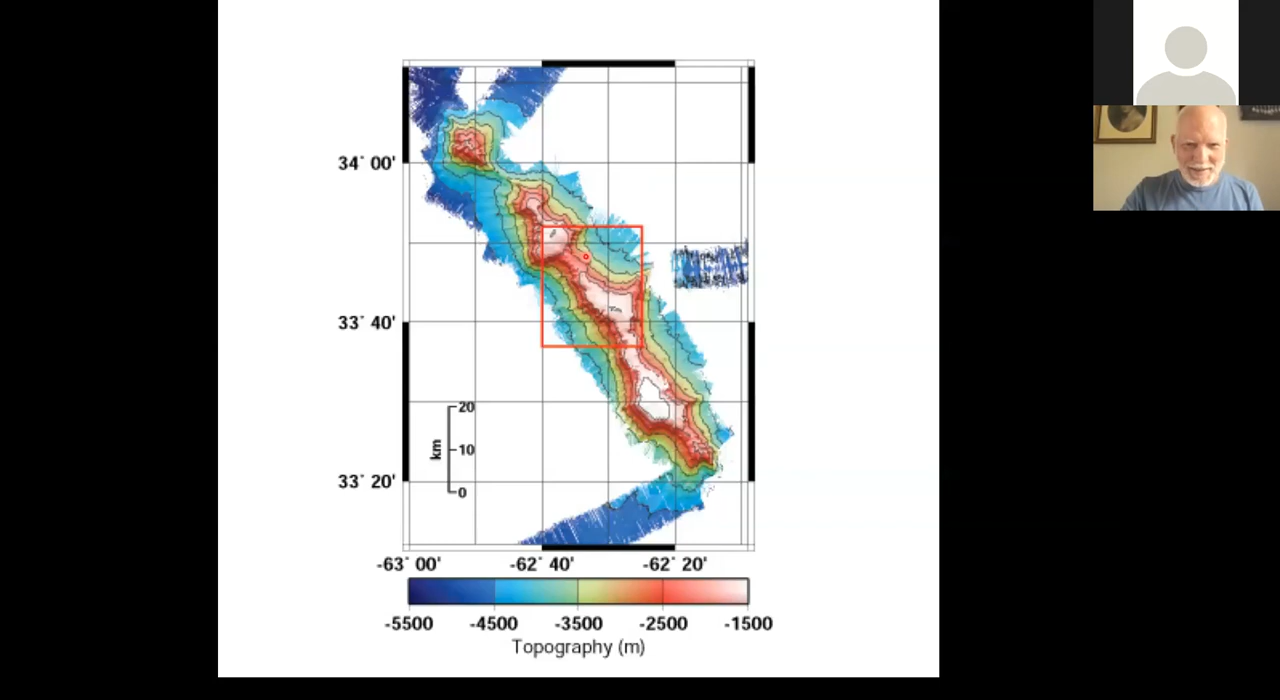 34° 00'
33° 40'
20
10
km
0
33° 20'
-63° 00' -62° 40' -62° 20'
-5500 -4500 -3500 -2500 -1500
Topography (m)